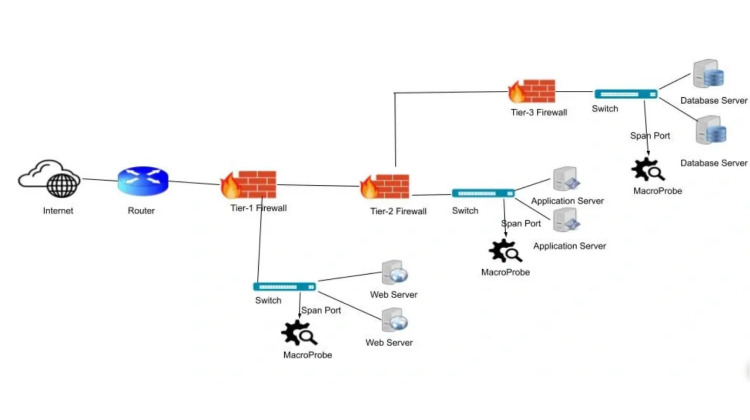 Tier-3 Firewall
Switch
Database Server
Span Port
Database Server
MacroProbe
Internet
Router
Tier-1 Firewall
Tier-2 Firewall
Switch
Application Server
Span Port
Application Server
MacroProbe
Switch
Web Server
Span Port
Web Server
MacroProbe